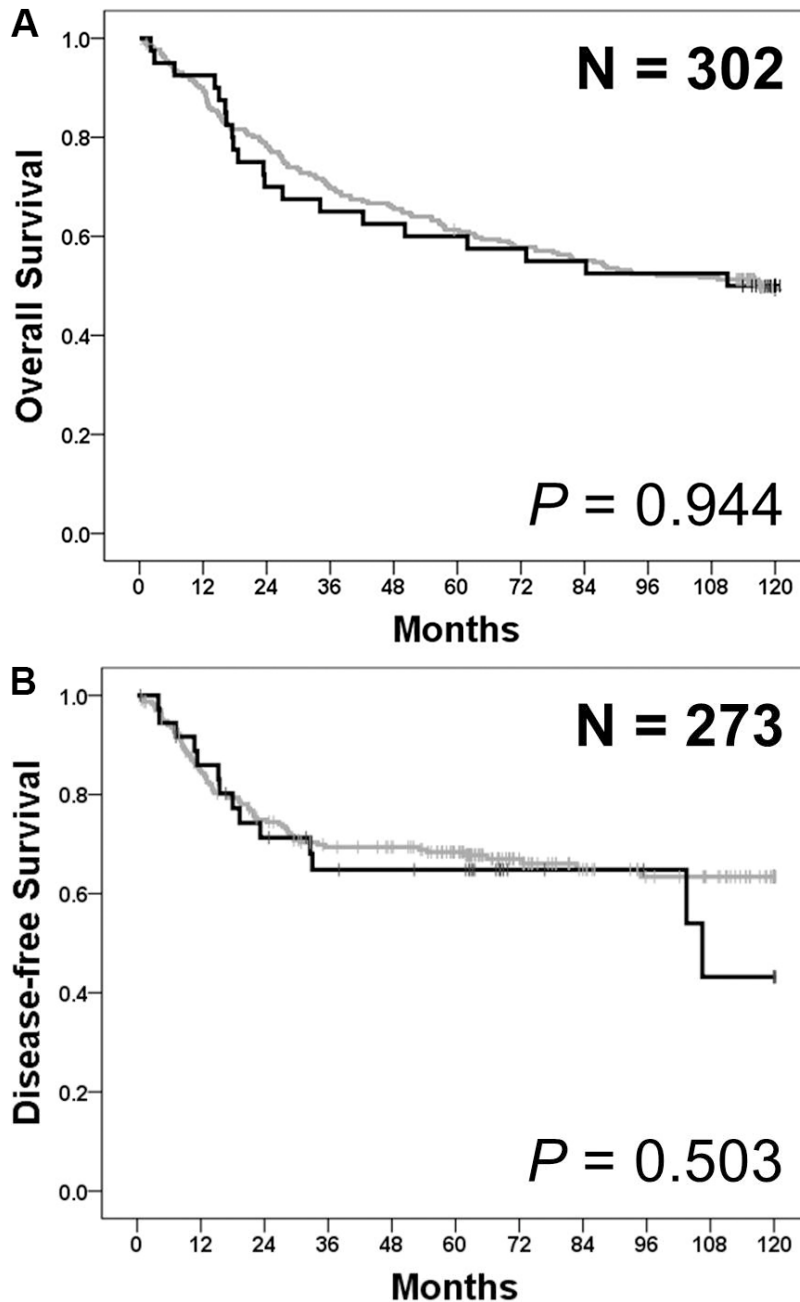 A
N = 302
1.0
0.8
0.6
0.4
0.2
0.0
Overall Survival
P = 0.944
0 12 24 36 48 60 72 84 96 108 120
Months
B
N = 273
1.0
0.8
0.6
0.4
0.2
0.0
Disease-free Survival
P = 0.503
0 12 24 36 48 60 72 84 96 108 120
Months